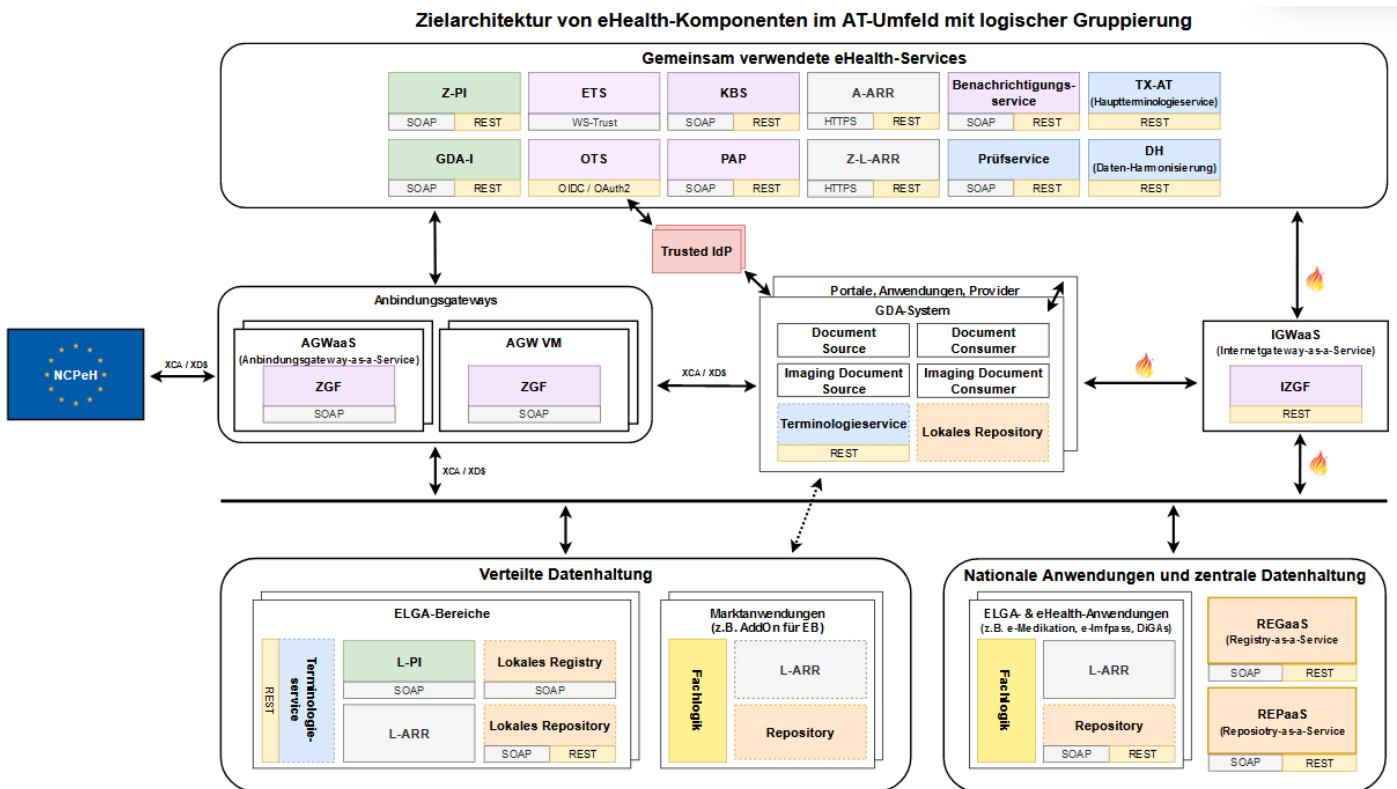 Zielarchitektur von eHealth-Komponenten im AT-Umfeld mit logischer Gruppierung
Gemeinsam verwendete eHealth-Services
Z-PI
SOAP
REST
ETS
WS-Trust
KBS
SOAP
REST
A-ARR
HTTPS
REST
Benachrichtigungs-
service
SOAP
REST
TX-AT
(Hauptterminologieservice)
REST
GDA-I
SOAP
REST
OTS
OIDC / OAuth2
PAP
SOAP
REST
Z-L-ARR
HTTPS
REST
Prüfservice
SOAP
REST
DH
(Daten-Harmonisierung)
REST
Trusted IdP
Anbindungsgateways
AGWaaS
(Anbindungsgateway-as-a-Service)
ZGF
SOAP
AGW VM
ZGF
SOAP
NCPeH
XCA / XDS
XCA / XDS
XCA / XDS
Portale, Anwendungen, Provider
GDA-System
Document
Source
Document
Consumer
Imaging Document
Source
Imaging Document
Consumer
Terminologieservice
REST
Lokales Repository
IGWaaS
(Internetgateway-as-a-Service)
IZGF
REST
Verteilte Datenhaltung
ELGA-Bereiche
REST
Terminologie-
service
L-PI
SOAP
Lokales Registry
SOAP
L-ARR
Lokales Repository
SOAP
REST
Marktanwendungen
(z.B. AddOn für EB)
Fachlogik
L-ARR
Repository
Nationale Anwendungen und zentrale Datenhaltung
ELGA- & eHealth-Anwendungen
(z.B. e-Medikation, e-Imfpass, DiGAs)
Fachlogik
L-ARR
Repository
SOAP
REST
REGaaS
(Registry-as-a-Service
SOAP
REST
REPaaS
(Reposiotry-as-a-Service
SOAP
REST